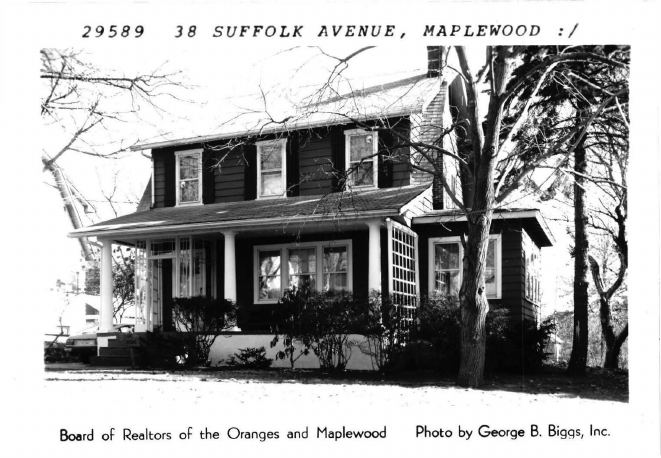 29589 38 SUFFOLK AVENUE, MAPLEWOOD :/
Board of Realtors of the Oranges and Maplewood Photo by George B. Biggs, Inc.